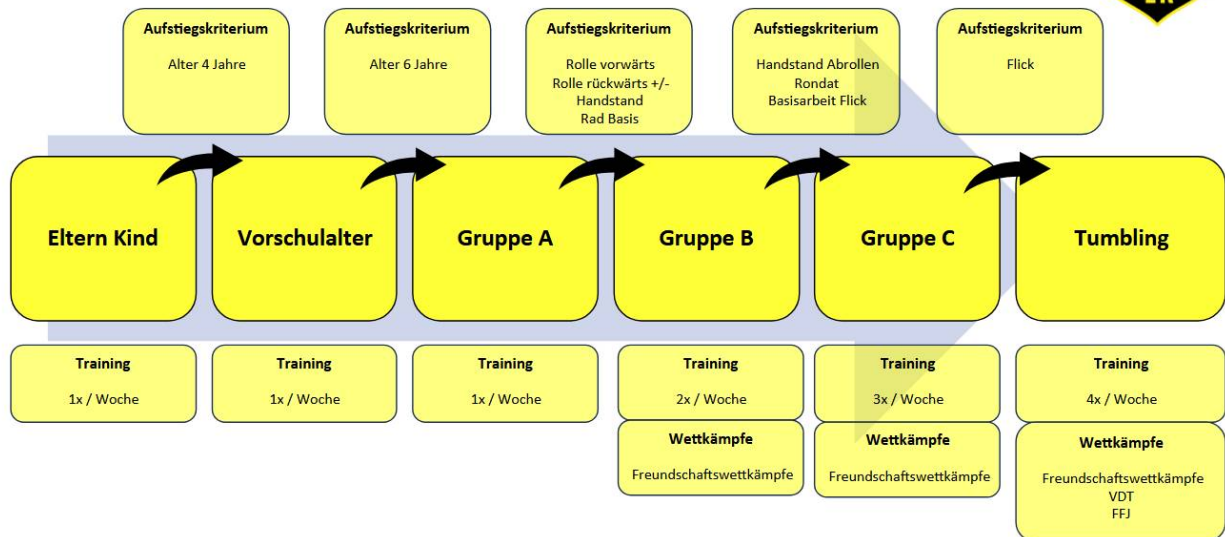 Aufstiegskriterium
Alter 4 Jahre
Aufstiegskriterium
Alter 6 Jahre
Aufstiegskriterium
Rolle vorwärts
Rolle rückwärts +/-
Handstand
Rad Basis
Aufstiegskriterium
Handstand Abrollen
Rondat
Basisarbeit Flick
Aufstiegskriterium
Flick
Eltern Kind
Vorschulalter
Gruppe A
Gruppe B
Gruppe C
Tumbling
Training
1x / Woche
Training
1x / Woche
Training
1x / Woche
Training
2x / Woche
Training
3x / Woche
Training
4x / Woche
Wettkämpfe
Freundschaftswettkämpfe
Wettkämpfe
Freundschaftswettkämpfe
Wettkämpfe
Freundschaftswettkämpfe
VDT
FFJ